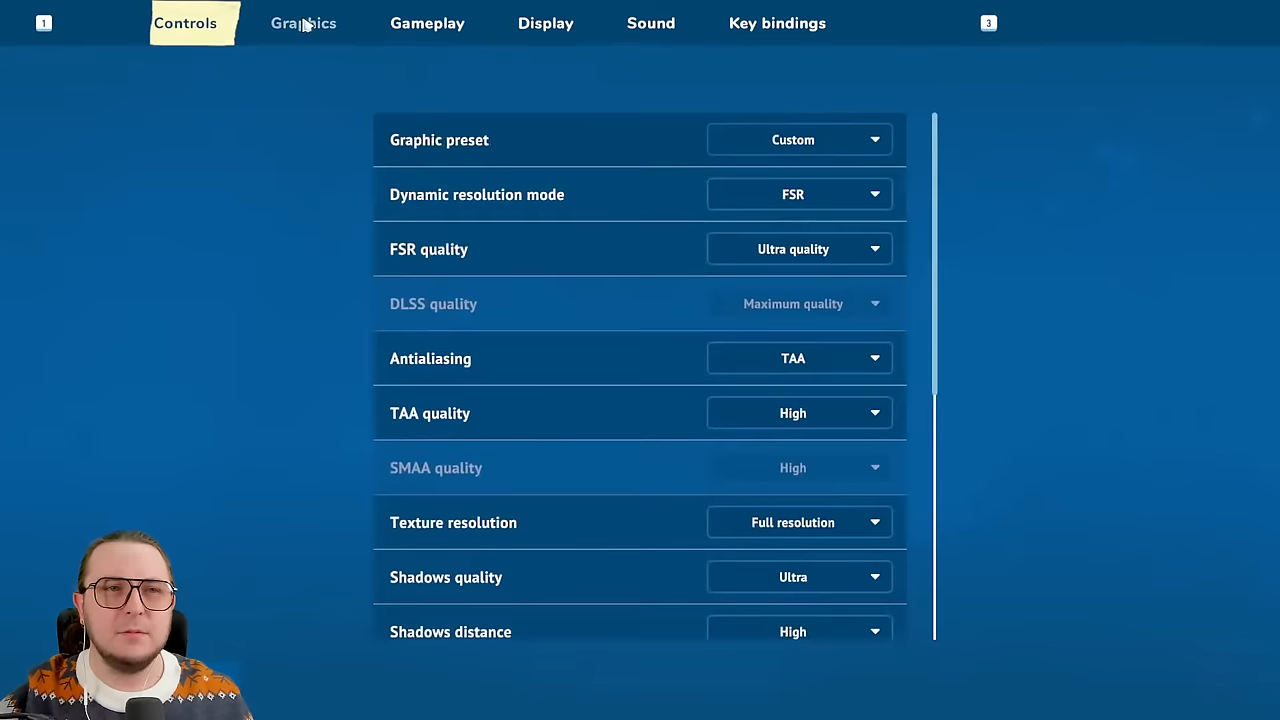 1 Controls Graphics Gameplay Display Sound Key bindings 3
Graphic preset Custom
Dynamic resolution mode FSR
FSR quality Ultra quality
DLSS quality Maximum quality
Antialiasing TAA
TAA quality High
SMAA quality High
Texture resolution Full resolution
Shadows quality Ultra
Shadows distance High